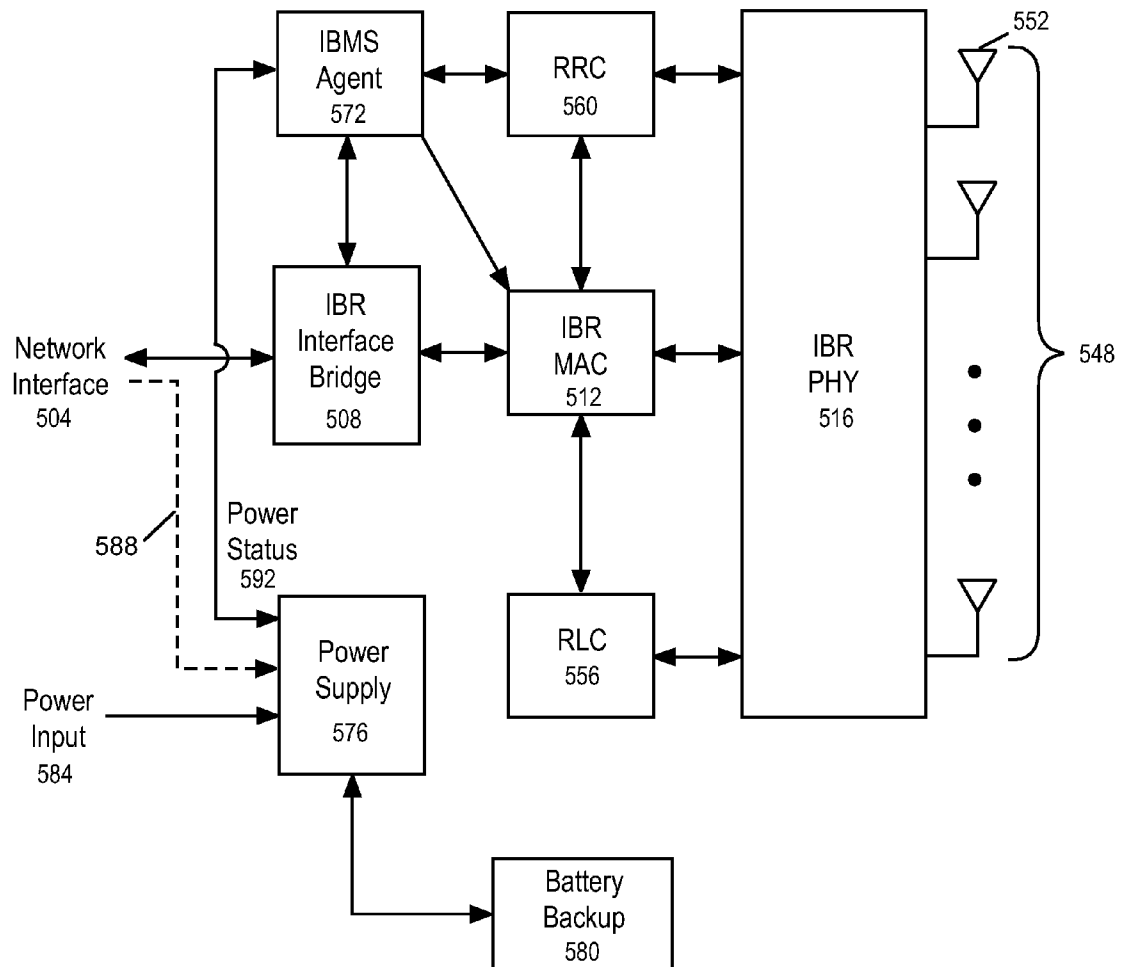 IBMS
Agent
572
RRC
560
552
IBR
Interface
Bridge
508
IBR
MAC
512
IBR
PHY
516
548
Network
Interface
504
588
Power
Status
592
Power
Supply
576
RLC
556
Power
Input
584
Battery
Backup
580